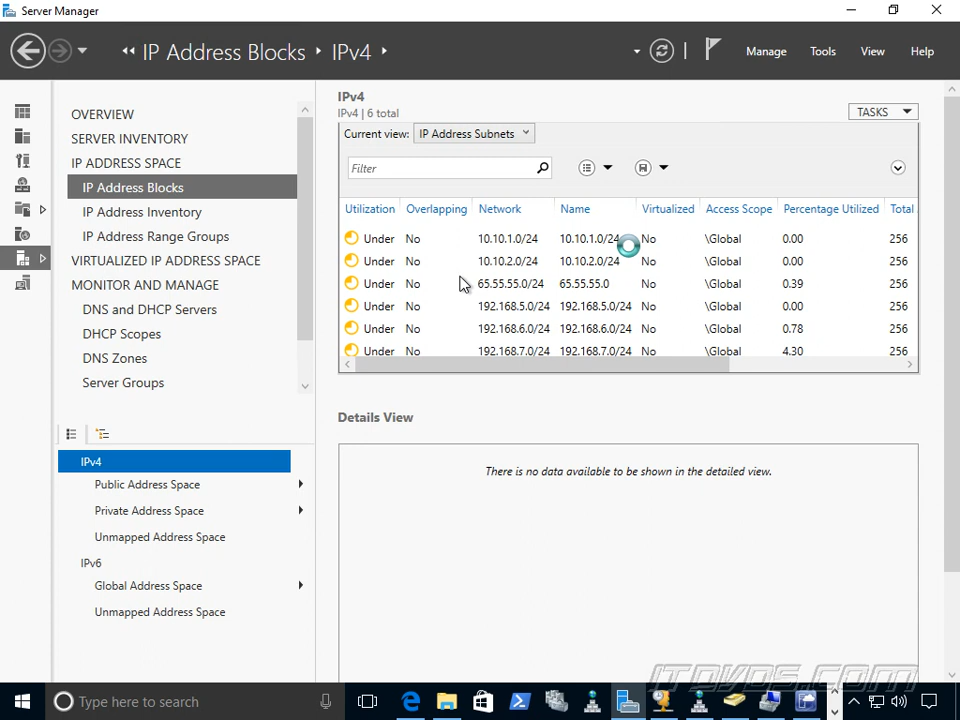 Server Manager
IP Address Blocks IPv4
Manage Tools View Help
OVERVIEW
SERVER INVENTORY
IP ADDRESS SPACE
IP Address Blocks
IP Address Inventory
IP Address Range Groups
VIRTUALIZED IP ADDRESS SPACE
MONITOR AND MANAGE
DNS and DHCP Servers
DHCP Scopes
DNS Zones
Server Groups
IPv4
Public Address Space
Private Address Space
Unmapped Address Space
IPv6
Global Address Space
Unmapped Address Space
IPv4
IPv4 | 6 total
TASKS
Current view: IP Address Subnets
Filter
Utilization Overlapping Network Name Virtualized Access Scope Percentage Utilized Total
Under No 10.10.1.0/24 10.10.1.0/24 No \Global 0.00 256
Under No 10.10.2.0/24 10.10.2.0/24 No \Global 0.00 256
Under No 65.55.55.0/24 65.55.55.0 No \Global 0.39 256
Under No 192.168.5.0/24 192.168.5.0/24 No \Global 0.00 256
Under No 192.168.6.0/24 192.168.6.0/24 No \Global 0.78 256
Under No 192.168.7.0/24 192.168.7.0/24 No \Global 4.30 256
Details View
There is no data available to be shown in the detailed view.
ITDVDS.COM
Type here to search